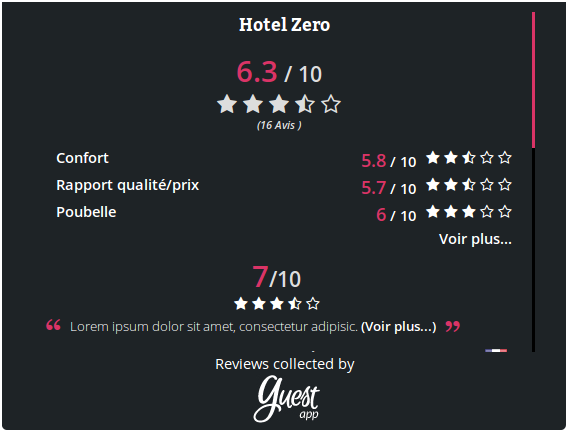 Hotel Zero
6.3 / 10
(16 Avis )
Confort 5.8 / 10
Rapport qualité/prix 5.7 / 10
Poubelle 6 / 10
Voir plus...
7/10
“ Lorem ipsum dolor sit amet, consectetur adipisic. (Voir plus...) ”
Reviews collected by
Guest
app